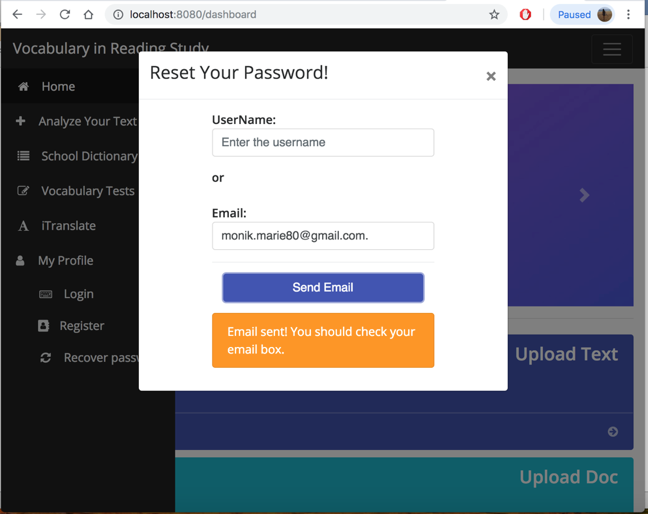 localhost:8080/dashboard
Paused
Vocabulary in Reading Study
Reset Your Password!
×
Home
UserName:
Enter the username
Analyze Your Text
School Dictionary
or
Vocabulary Tests
Email:
iTranslate
monik.marie80@gmail.com.
My Profile
Login
Send Email
Register
Email sent! You should check your
email box.
Recover passw
Upload Text
Upload Doc